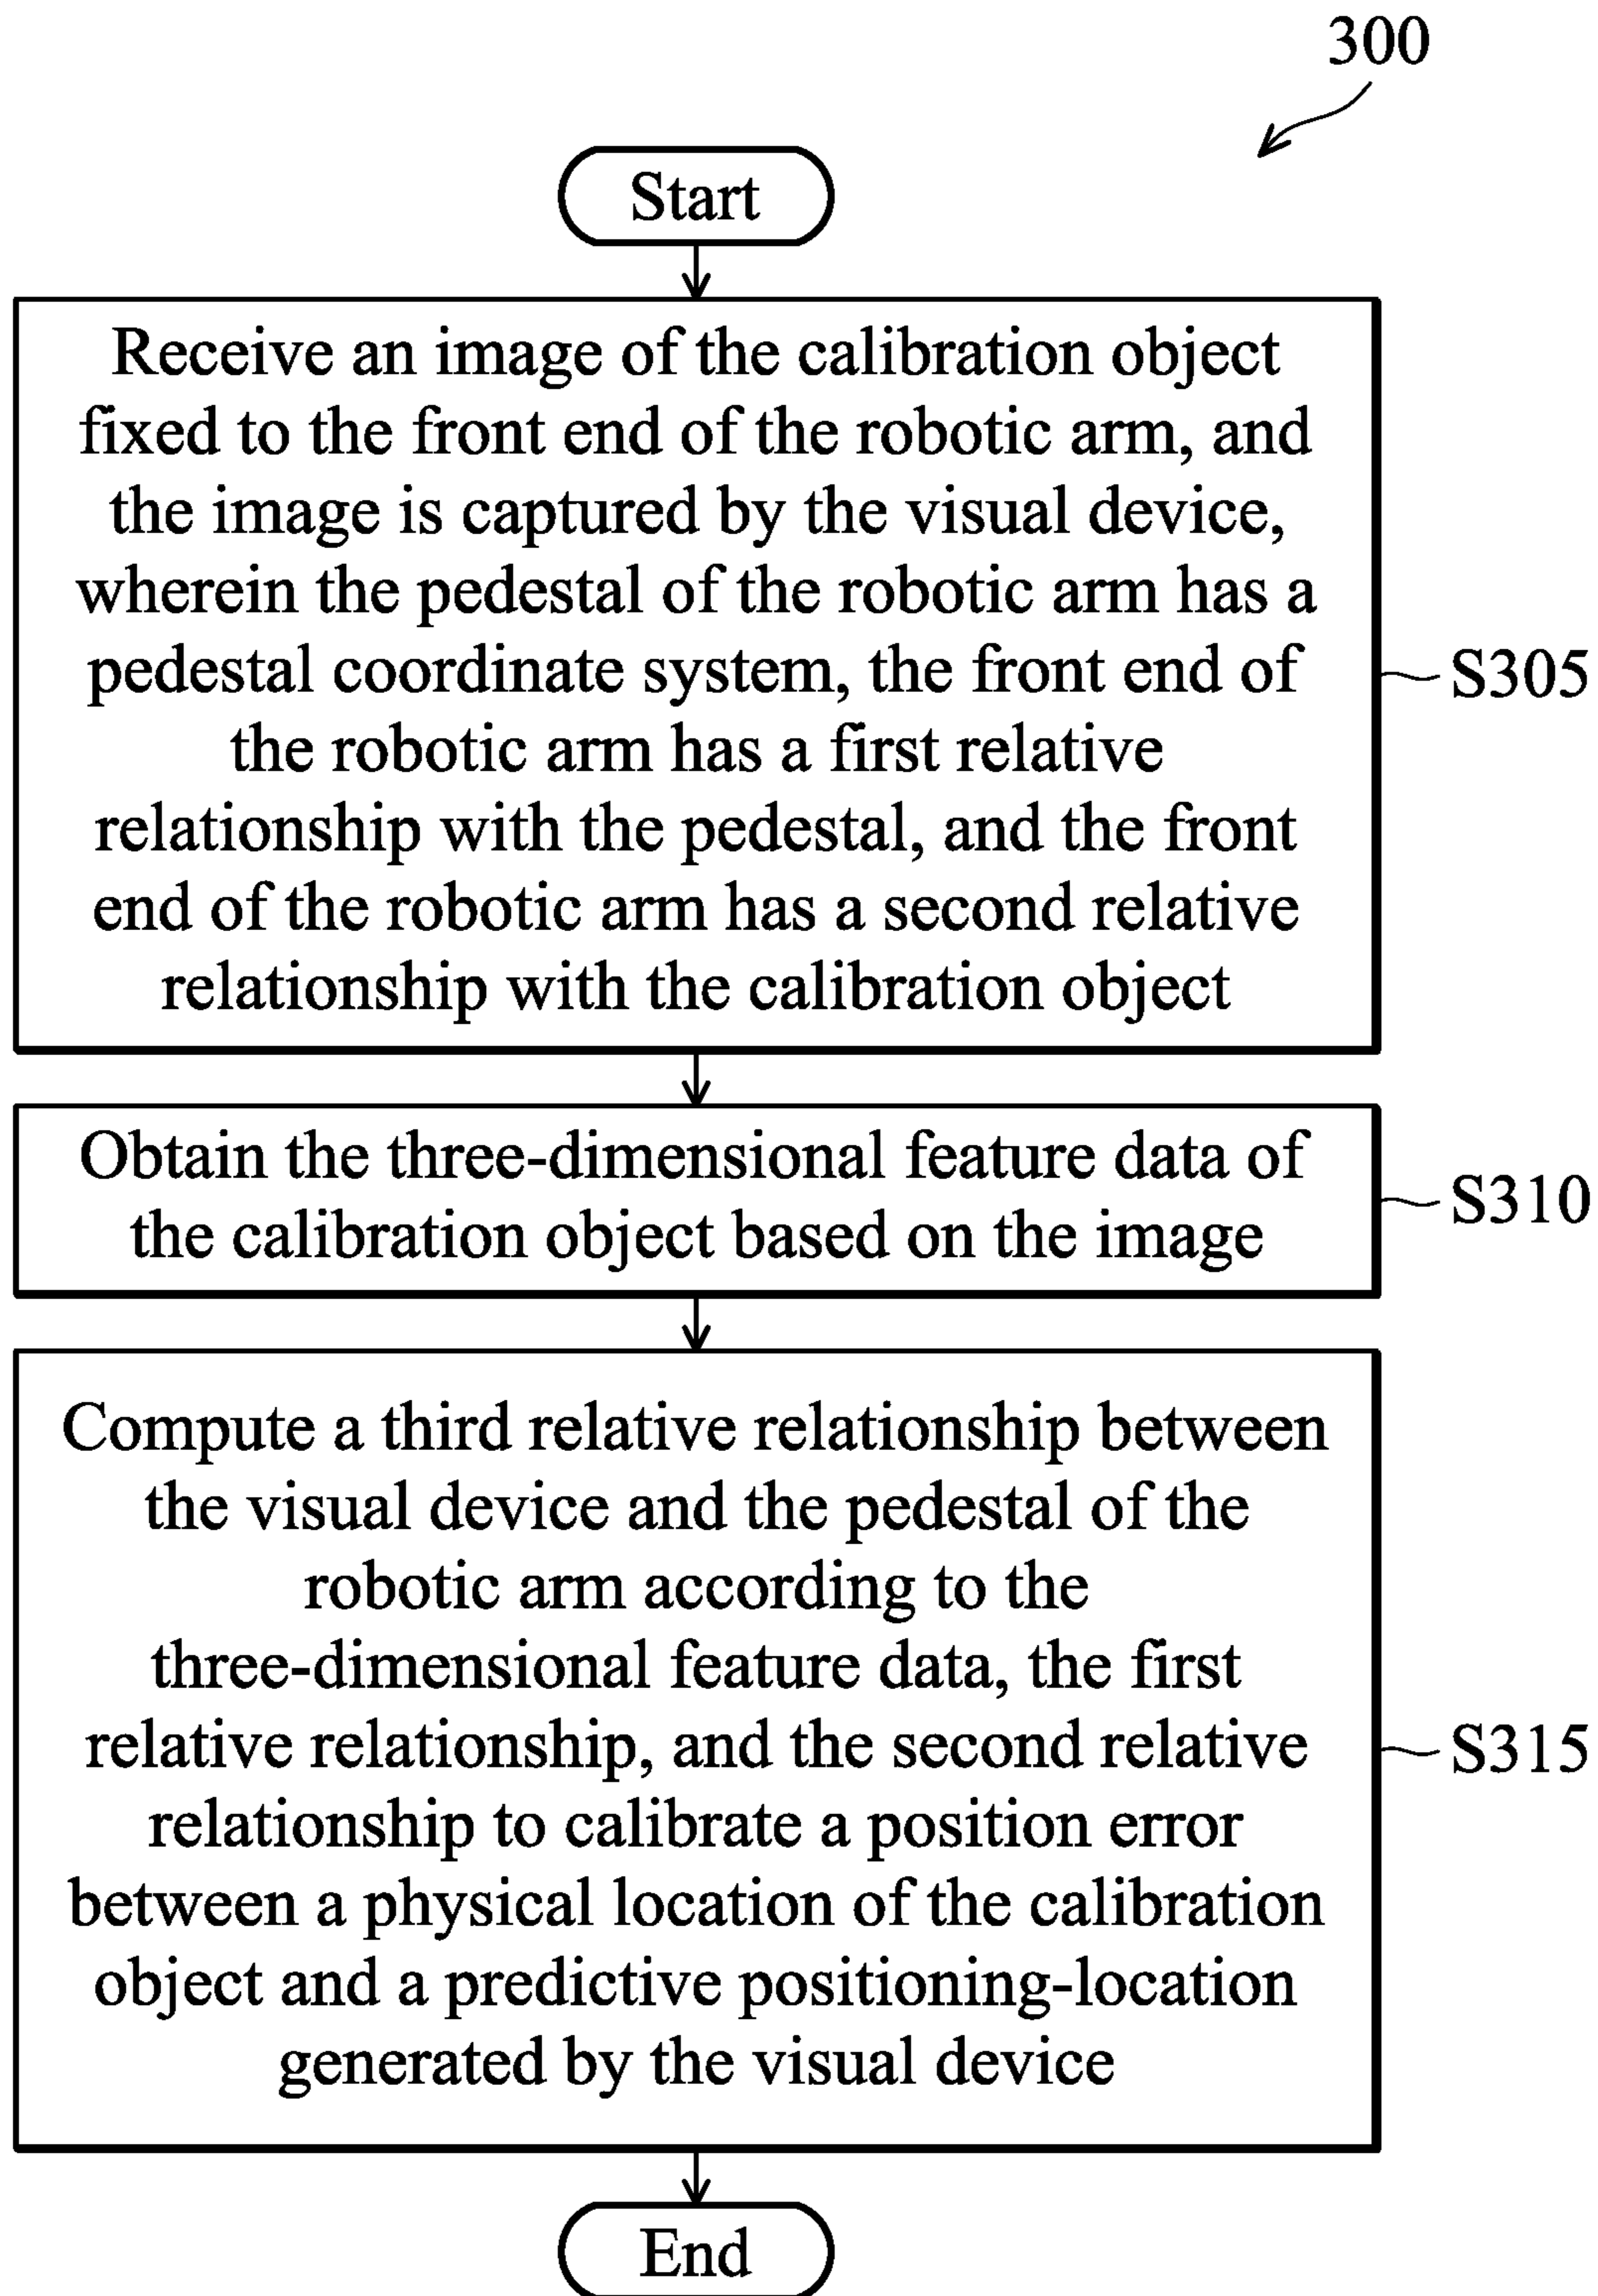 300
Start
Receive an image of the calibration object
fixed to the front end of the robotic arm, and
the image is captured by the visual device,
wherein the pedestal of the robotic arm has a
pedestal coordinate system, the front end of
the robotic arm has a first relative
relationship with the pedestal, and the front
end of the robotic arm has a second relative
relationship with the calibration object
S305
Obtain the three-dimensional feature data of
the calibration object based on the image
S310
Compute a third relative relationship between
the visual device and the pedestal of the
robotic arm according to the
three-dimensional feature data, the first
relative relationship, and the second relative
relationship to calibrate a position error
between a physical location of the calibration
object and a predictive positioning-location
generated by the visual device
S315
End